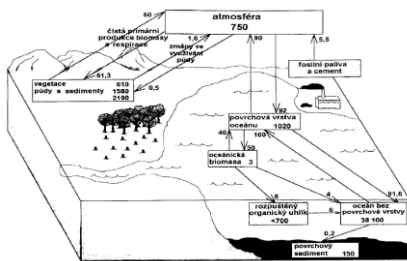 60
atmosféra
750
čistá primární
produkce biomasy
a respirace
1,6
změny ve
využívání
půdy
90
5,5
fosilní paliva
a cement
61,3
0,5
vegetace 610
půdy a sedimenty 1580
2190
92
povrchová vrstva
oceánu 1020
40
50
100
oceánická
biomasa 3
6
4
91,6
rozpuštěný
organický uhlík
<700
6
oceán bez
povrchové vrstvy
38 100
0,2
povrchový
sediment 150